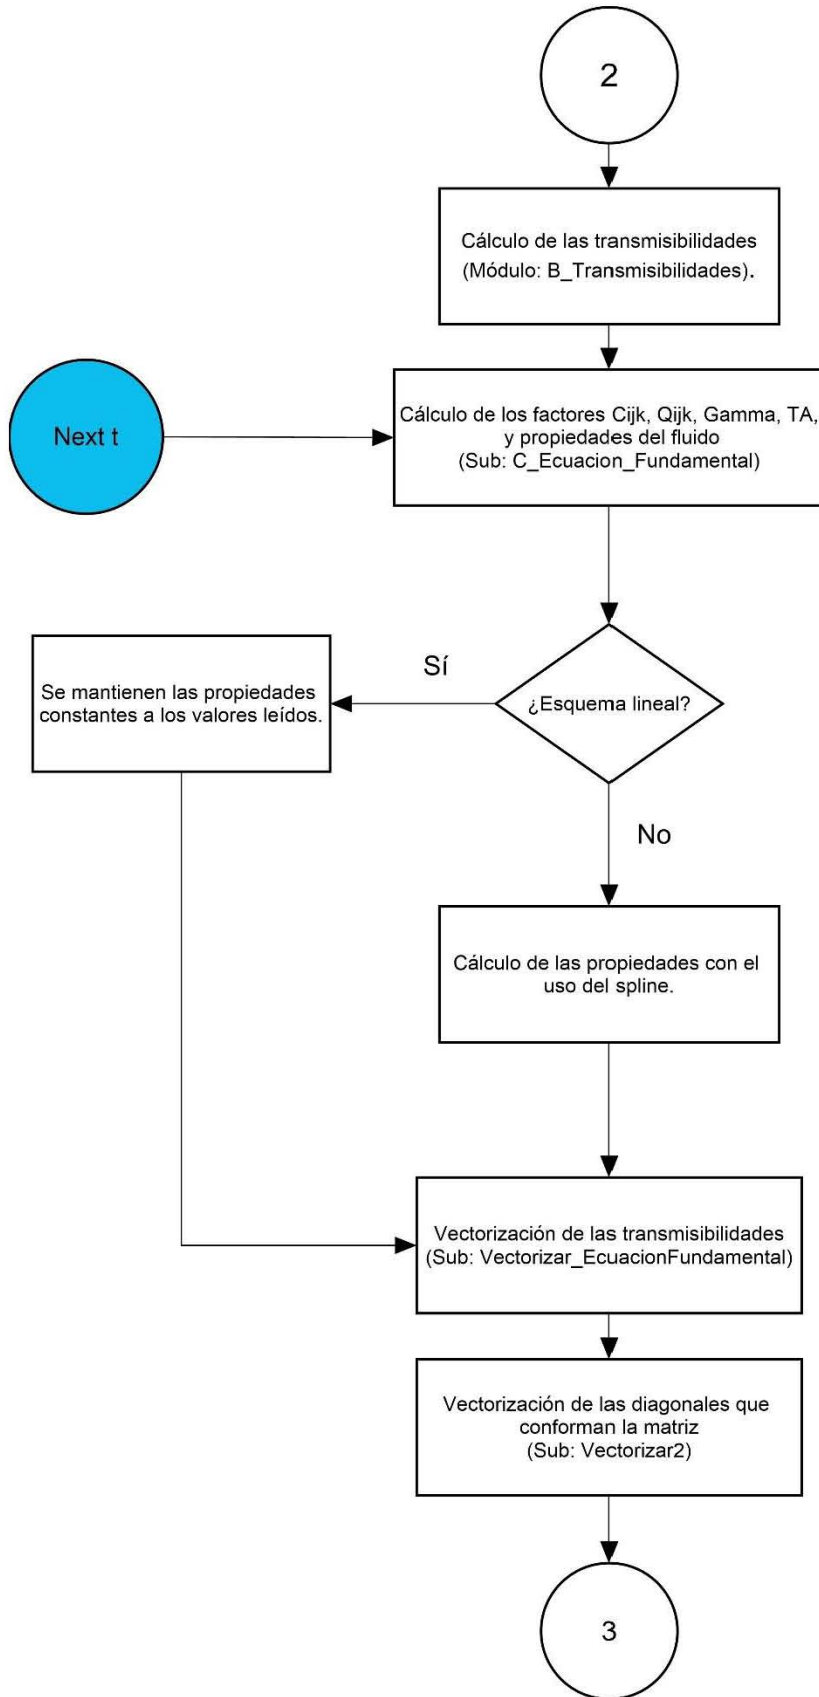 2
Cálculo de las transmisibilidades
(Módulo: B_Transmisibilidades).
Next t
Cálculo de los factores Cijk, Qijk, Gamma, TA,
y propiedades del fluido
(Sub: C_Ecuacion_Fundamental)
¿Esquema lineal?
Sí
Se mantienen las propiedades
constantes a los valores leídos.
No
Cálculo de las propiedades con el
uso del spline.
Vectorización de las transmisibilidades
(Sub: Vectorizar_EcuacionFundamental)
Vectorización de las diagonales que
conforman la matriz
(Sub: Vectorizar2)
3